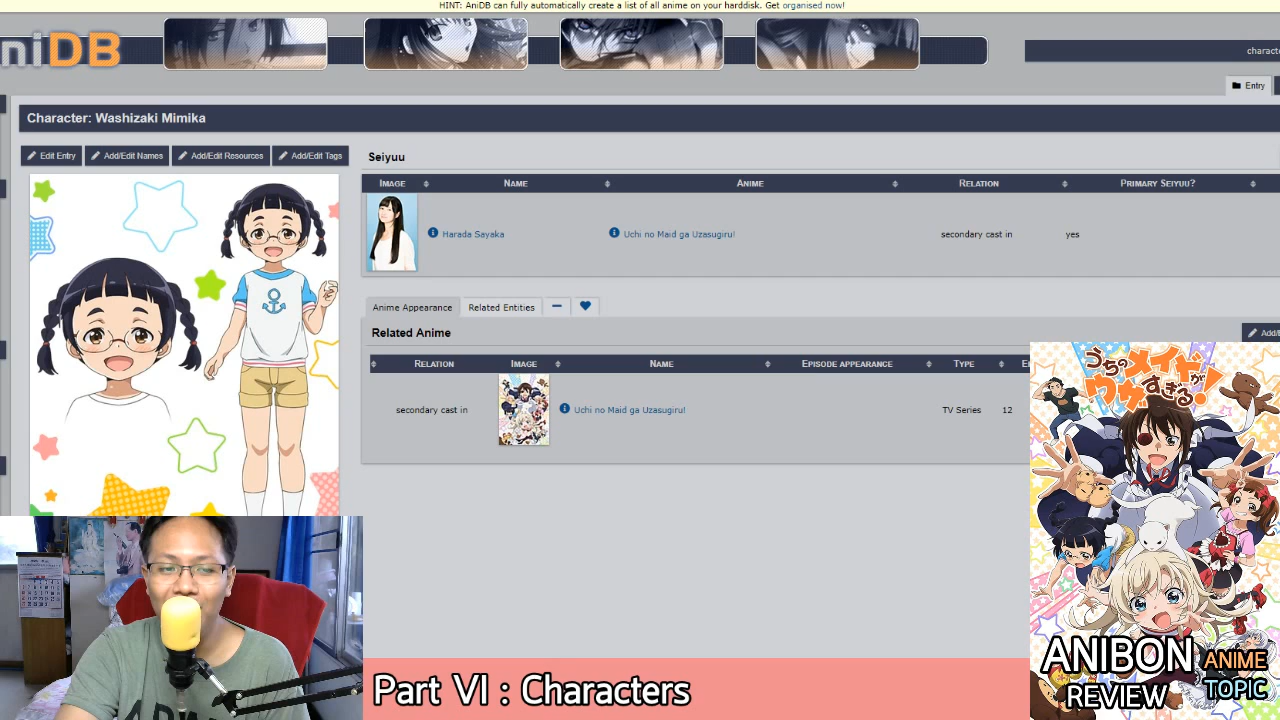 HINT: AniDB can fully automatically create a list of all anime on your harddisk. Get organised now!
niDB
Entry
Character: Washizaki Mimika
Edit Entry
Add/Edit Names
Add/Edit Resources
Add/Edit Tags
Seiyuu
IMAGE NAME ANIME RELATION PRIMARY SEIYUU?
Harada Sayaka Uchi no Maid ga Uzasugiru! secondary cast in yes
Anime Appearance Related Entities
Related Anime
RELATION IMAGE NAME EPISODE APPEARANCE TYPE
secondary cast in Uchi no Maid ga Uzasugiru! TV Series 12
うちのメイドが
ウザすぎる!
ANIBON ANIME
REVIEW TOPIC
Part VI : Characters